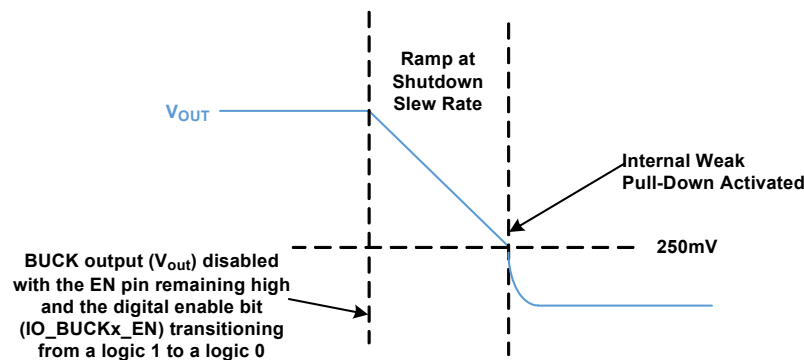 Ramp at
Shutdown
Slew Rate
VOUT
Internal Weak
Pull-Down Activated
250mV
BUCK output (Vout) disabled
with the EN pin remaining high
and the digital enable bit
(IO_BUCKx_EN) transitioning
from a logic 1 to a logic 0